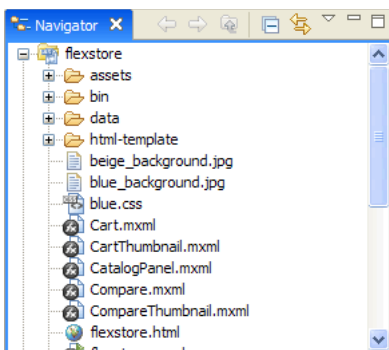 Navigator
flexstore
assets
bin
data
html-template
beige_background.jpg
blue_background.jpg
blue.css
Cart.mxml
CartThumbnail.mxml
CatalogPanel.mxml
Compare.mxml
CompareThumbnail.mxml
flexstore.html